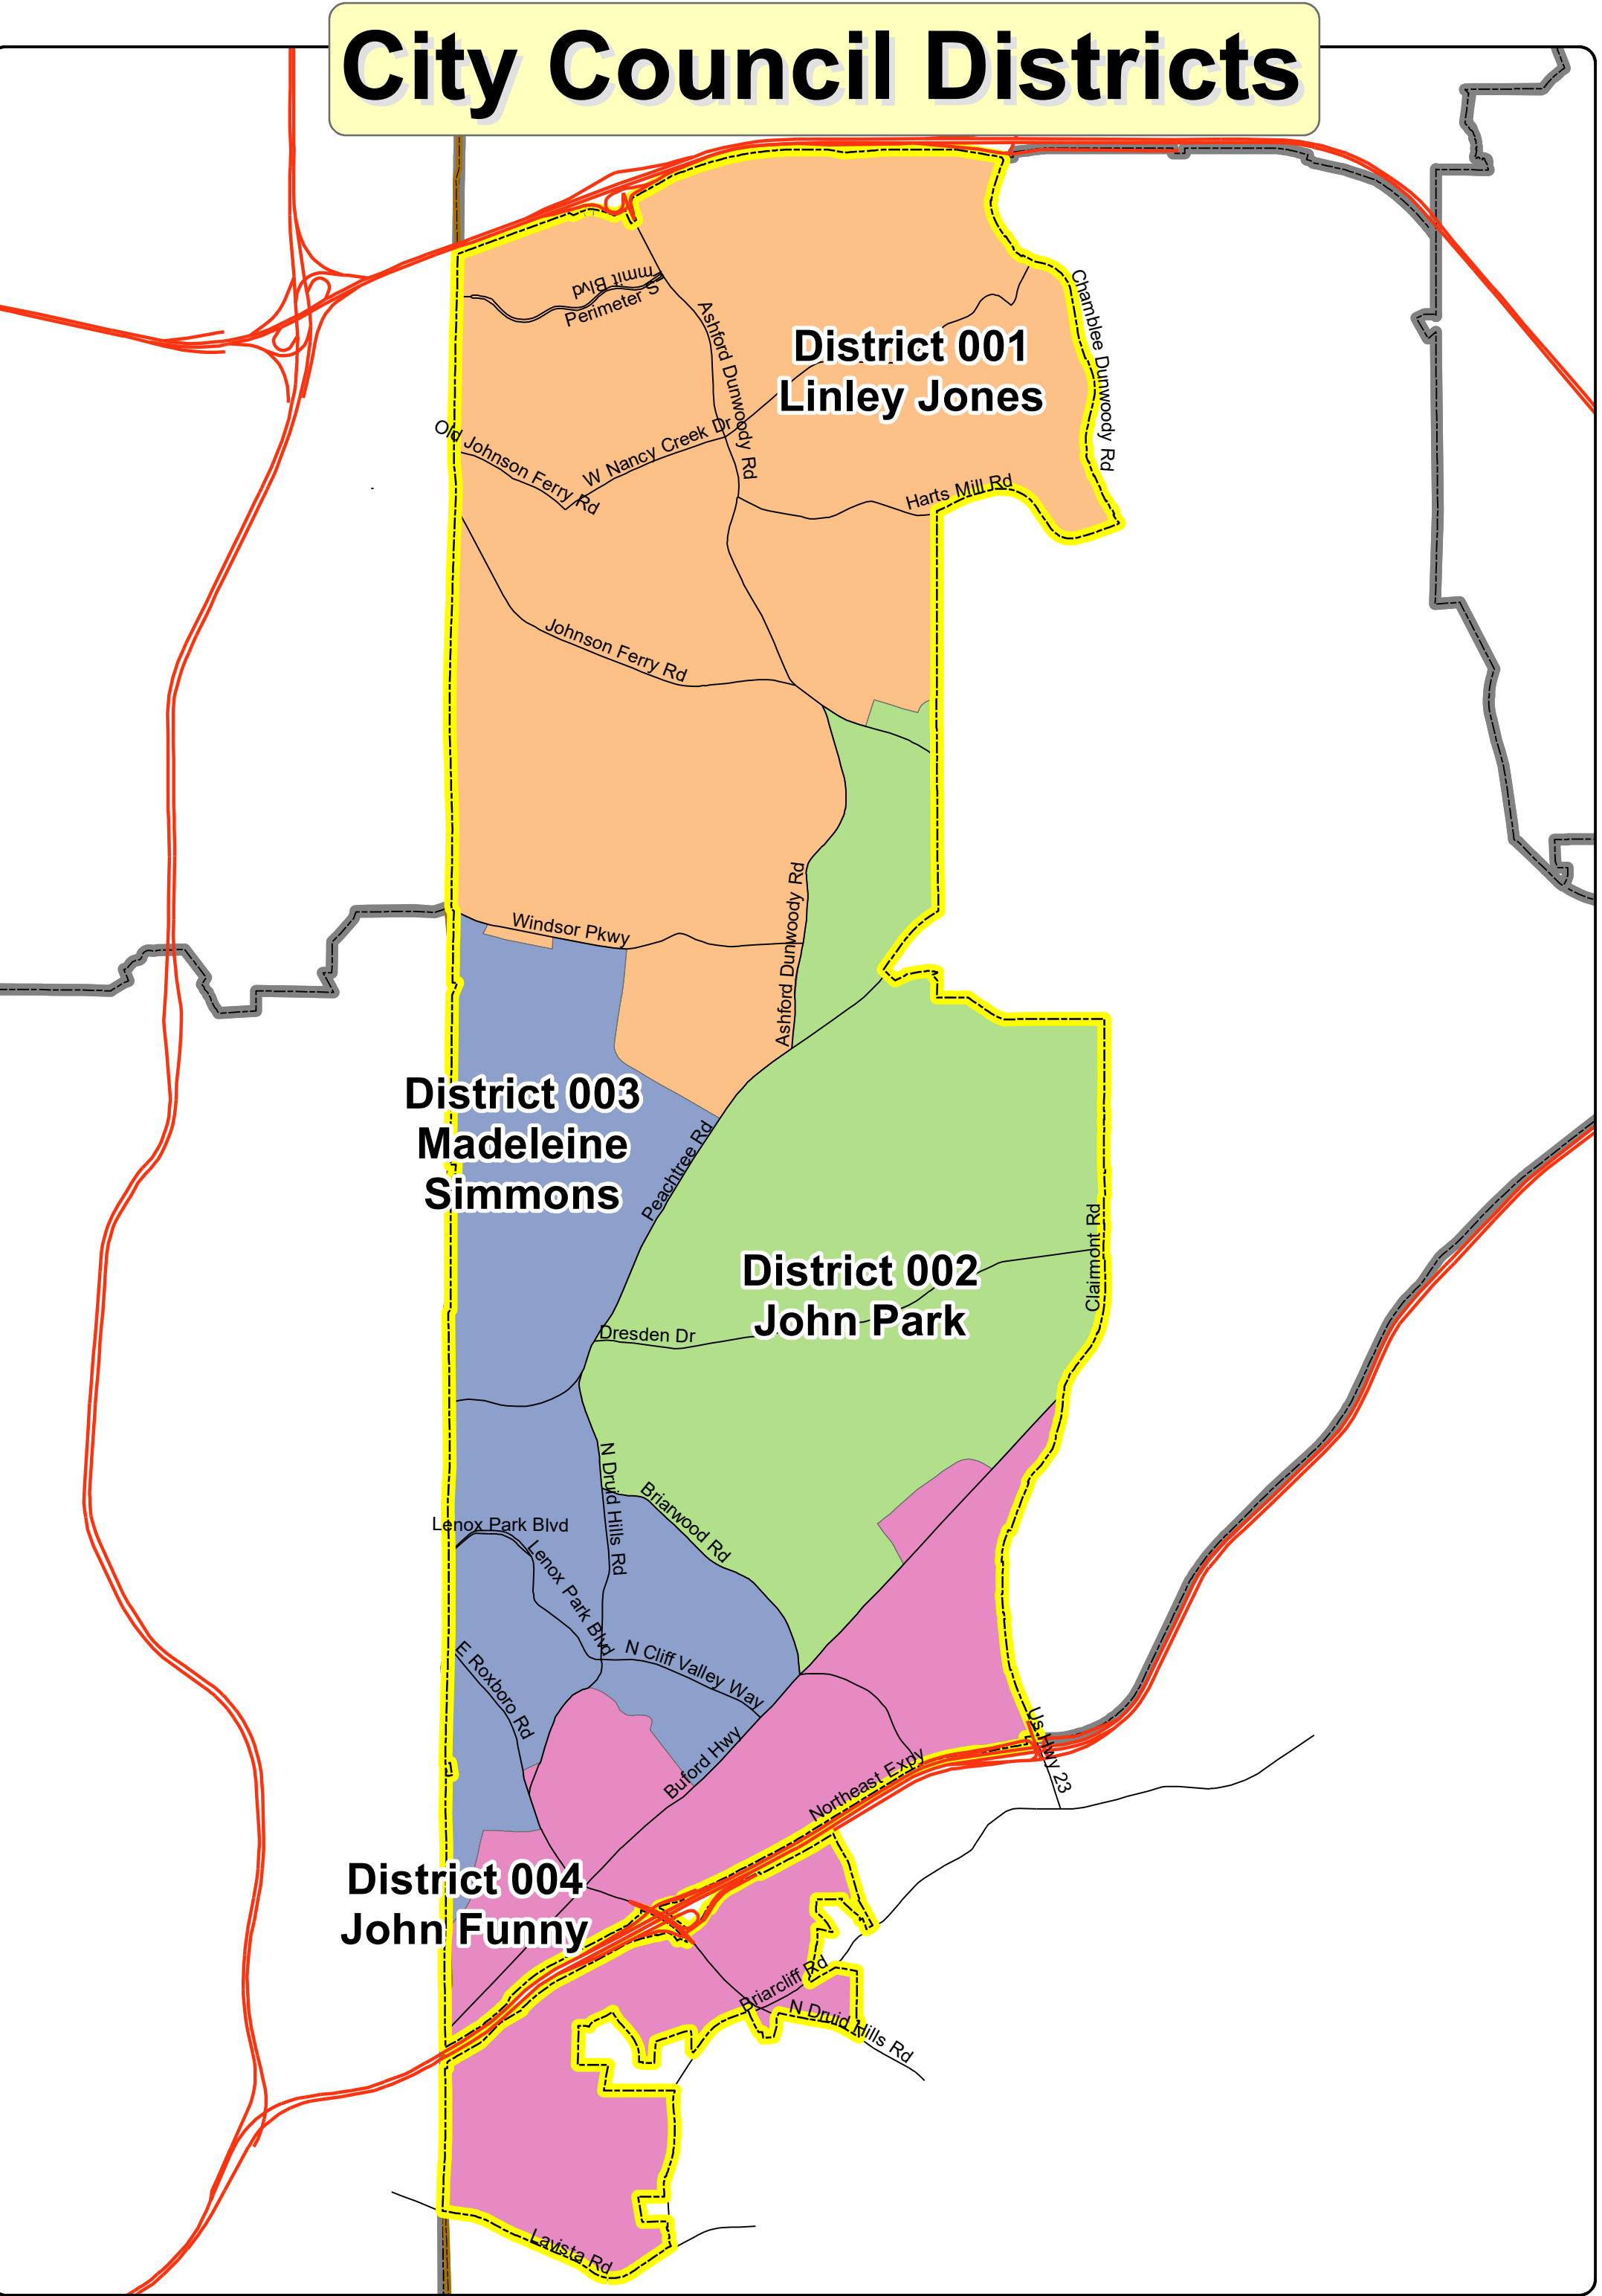 City Council Districts
mmit Blvd
Perimeter S
Ashford Dunwoody Rd
Chamblee Dunwoody Rd
District 001
Linley Jones
Old Johnson Ferry Rd
W Nancy Creek Dr
Harts Mill Rd
Johnson Ferry Rd
Windsor Pkwy
Ashford Dunwoody Rd
District 003
Madeleine
Simmons
Peachtree Rd
District 002
John Park
Clairmont Rd
Dresden Dr
N Druid Hills Rd
Briarwood Rd
Lenox Park Blvd
Lenox Park Blvd
E Roxboro Rd
N Cliff Valley Way
Buford Hwy
Us Hwy 23
Northeast Expy
District 004
John Funny
Briarcliff Rd
N Druid Hills Rd
Lavista Rd